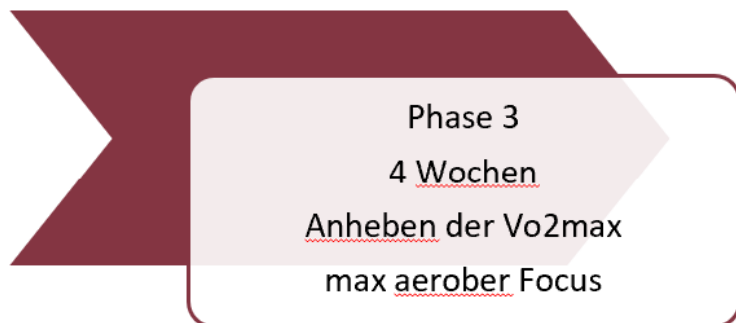 Phase 3
4 Wochen
Anheben der Vo2max
max aerober Focus